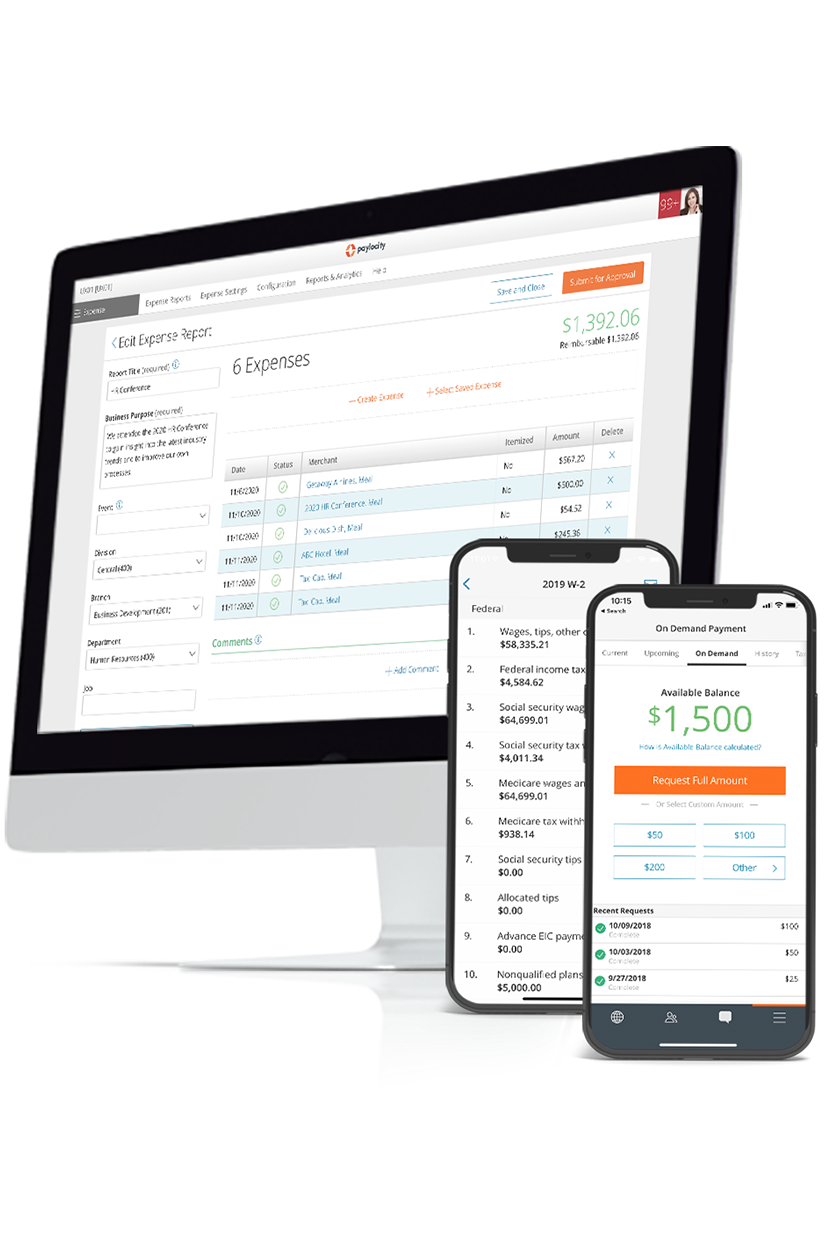 99+
paylocity
Expense
Expense Reports
Expense Settings
Configuration
Reports & Analytics
Help
Save and Close
Submit for Approval
Edit Expense Report
$1,392.06
Reimbursable $1,392.06
Report Title (required)
HR Conference
6 Expenses
Create Expense
Select Saved Expense
Business Purpose (required)
We attended the 2020 HR Conference
to gain insight into the latest industry
trends and to improve our own
processes.
Date Status Merchant Itemized Amount Delete
11/6/2020 Getaway Airlines, Meal No $567.20 X
11/10/2020 2020 HR Conference, Meal No $500.00 X
11/10/2020 Delicious Dish, Meal No $54.52 X
11/11/2020 ABC Hotel, Meal No $245.36 X
11/11/2020 Taxi Cab, Meal
11/11/2020 Taxi Cab, Meal
Event
Division
Central (400)
Branch
Business Development (201)
Department
Human Resources (400)
Job
Comments
Add Comment
2019 W-2
Federal
1. Wages, tips, other
$58,335.21
2. Federal income tax
$4,584.62
3. Social security wag
$64,699.01
4. Social security tax
$4,011.34
5. Medicare wages an
$64,699.01
6. Medicare tax withh
$938.14
7. Social security tips
$0.00
8. Allocated tips
$0.00
9. Advance EIC payme
$0.00
10. Nonqualified plans
$5,000.00
10:15
Search
On Demand Payment
Current Upcoming On Demand History
Available Balance
$1,500
How is Available Balance calculated?
Request Full Amount
Or Select Custom Amount
$50 $100
$200 Other
Recent Requests
10/09/2018 $100
Complete
10/03/2018 $50
Complete
9/27/2018 $25
Complete